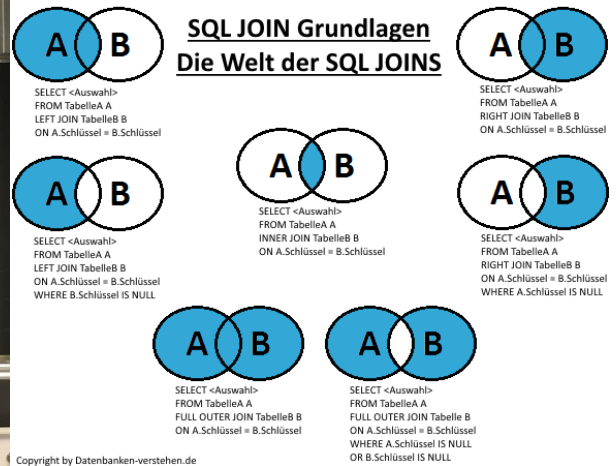 SQL JOIN Grundlagen
Die Welt der SQL JOINS
A B
SELECT <Auswahl>
FROM TabelleA A
LEFT JOIN TabelleB B
ON A.Schlüssel = B.Schlüssel
A B
SELECT <Auswahl>
FROM TabelleA A
RIGHT JOIN TabelleB B
ON A.Schlüssel = B.Schlüssel
A B
SELECT <Auswahl>
FROM TabelleA A
INNER JOIN TabelleB B
ON A.Schlüssel = B.Schlüssel
A B
SELECT <Auswahl>
FROM TabelleA A
LEFT JOIN TabelleB B
ON A.Schlüssel = B.Schlüssel
WHERE B.Schlüssel IS NULL
A B
SELECT <Auswahl>
FROM TabelleA A
RIGHT JOIN TabelleB B
ON A.Schlüssel = B.Schlüssel
WHERE A.Schlüssel IS NULL
A B
SELECT <Auswahl>
FROM TabelleA A
FULL OUTER JOIN TabelleB B
ON A.Schlüssel = B.Schlüssel
A B
SELECT <Auswahl>
FROM TabelleA A
FULL OUTER JOIN Tabelle B
ON A.Schlüssel = B.Schlüssel
WHERE A.Schlüssel IS NULL
OR B.Schlüssel IS NULL
Copyright by Datenbanken-verstehen.de